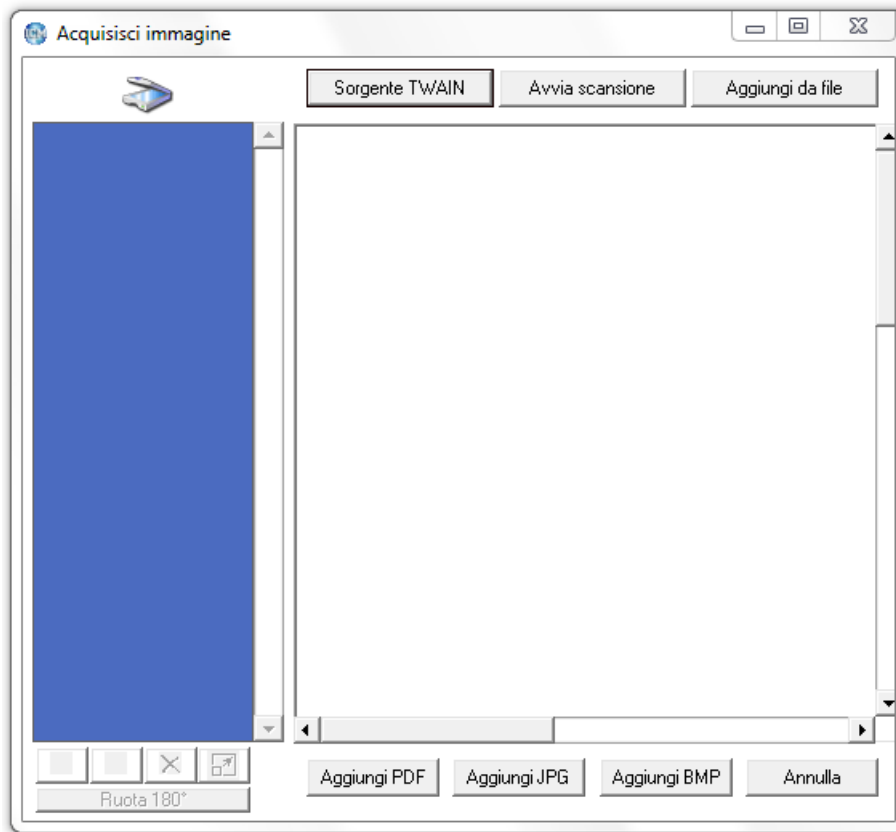 Acquisisci immagine
Sorgente TWAIN Avvia scansione Aggiungi da file
Aggiungi PDF Aggiungi JPG Aggiungi BMP Annulla
Ruota 180°